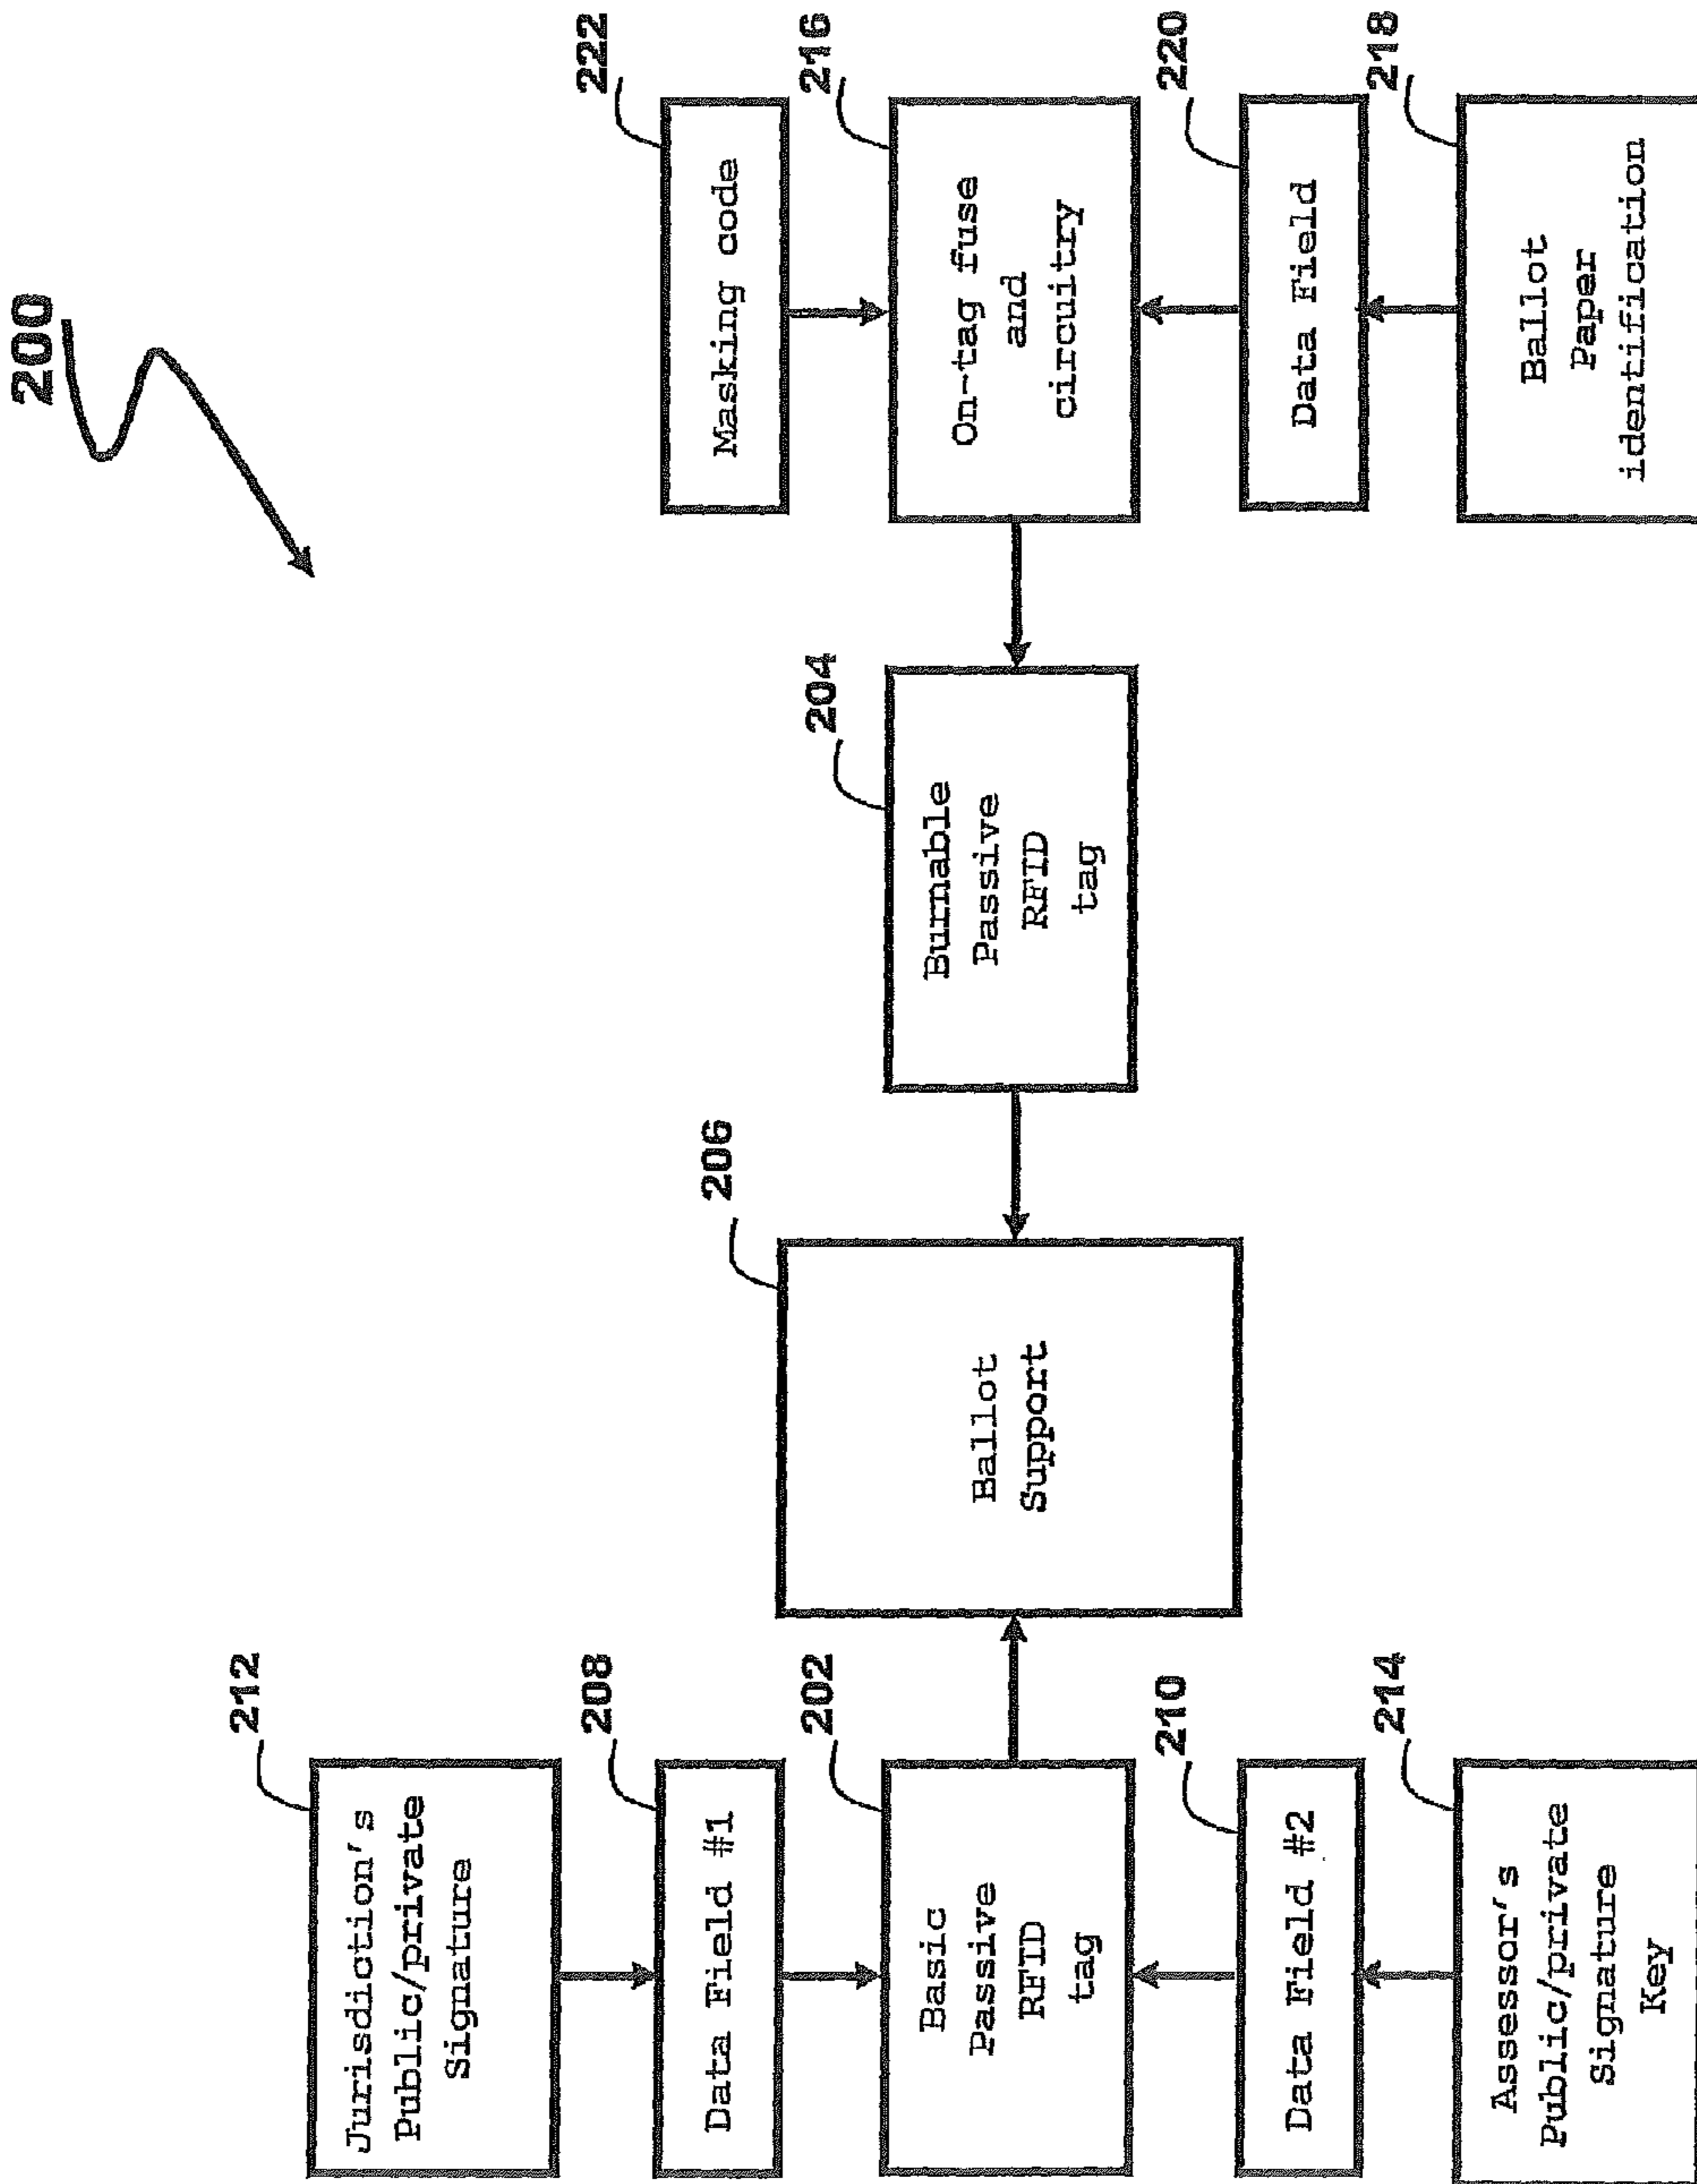 200
212
Jurisdiction's
Public/private
Signature
208
Data Field #1
202
Basic
Passive
RFID
tag
210
Data Field #2
214
Assessor's
Public/private
Signature
Key
206
Ballot
Support
204
Burnable
Passive
RFID
tag
222
Masking code
216
On-tag fuse
and
circuitry
220
Data Field
218
Ballot
Paper
identification